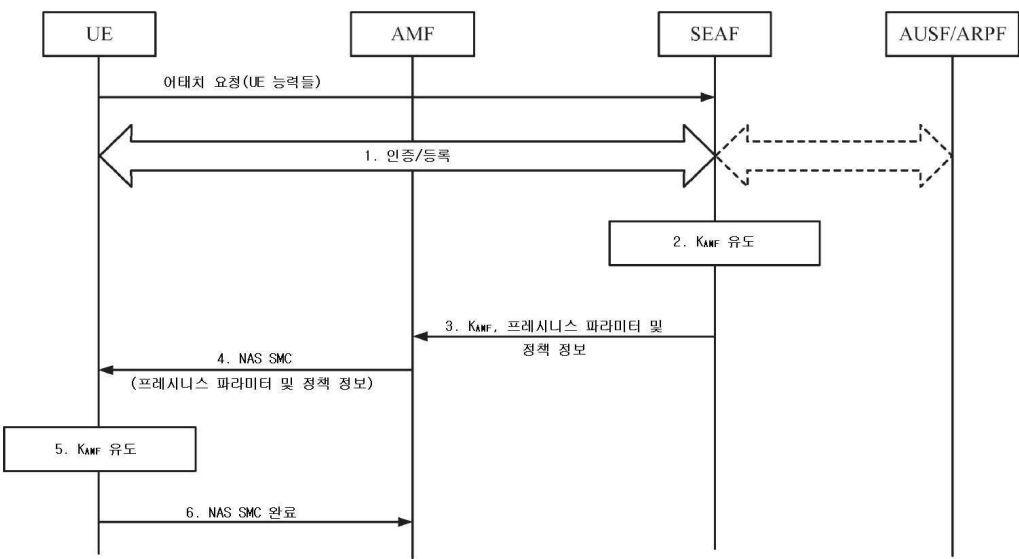 UE
AMF
SEAF
AUSF/ARPF
어태치 요청(UE 능력들)
1. 인증/등록
2. KAMF 유도
3. KAMF, 프레시니스 파라미터 및
정책 정보
4. NAS SMC
(프레시니스 파라미터 및 정책 정보)
5. KAMF 유도
6. NAS SMC 완료